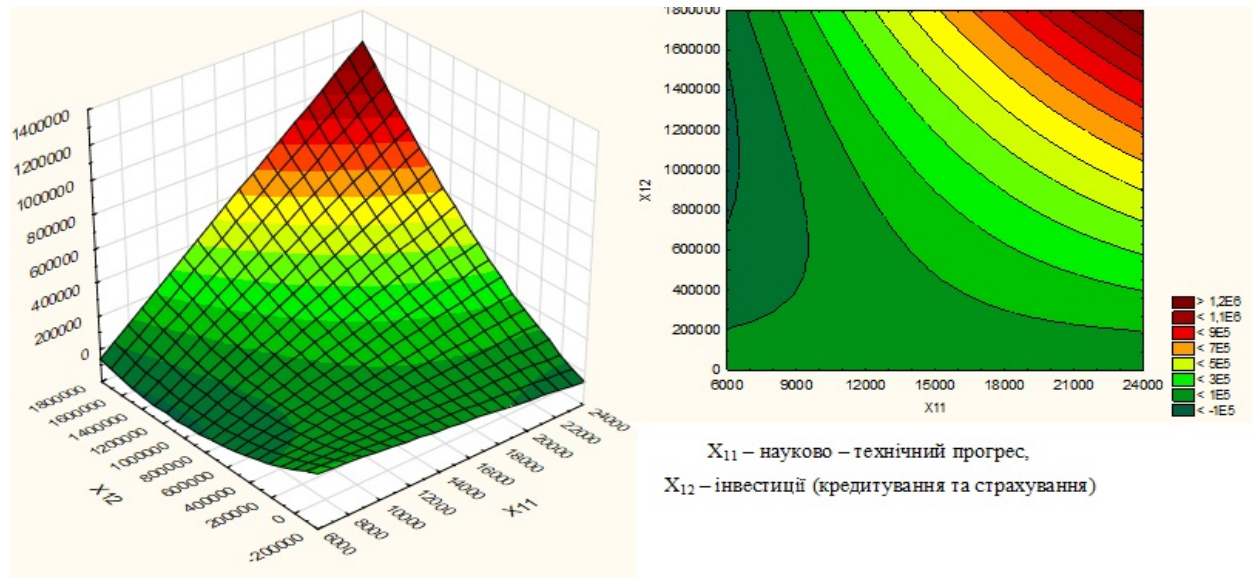 1400000
1200000
1000000
800000
600000
400000
200000
0
1800000
1600000
1400000
1200000
1000000
800000
600000
400000
200000
0
-200000
X12
6000
8000
10000
12000
14000
16000
18000
20000
22000
24000
X11
1800000
1600000
1400000
1200000
1000000
800000
600000
400000
200000
0
X12
6000 9000 12000 15000 18000 21000 24000
X11
> 1,2E6
< 1,1E6
< 9E5
< 7E5
< 5E5
< 3E5
< 1E5
< -1E5
X11 – науково – технічний прогрес,
X12 – інвестиції (кредитування та страхування)